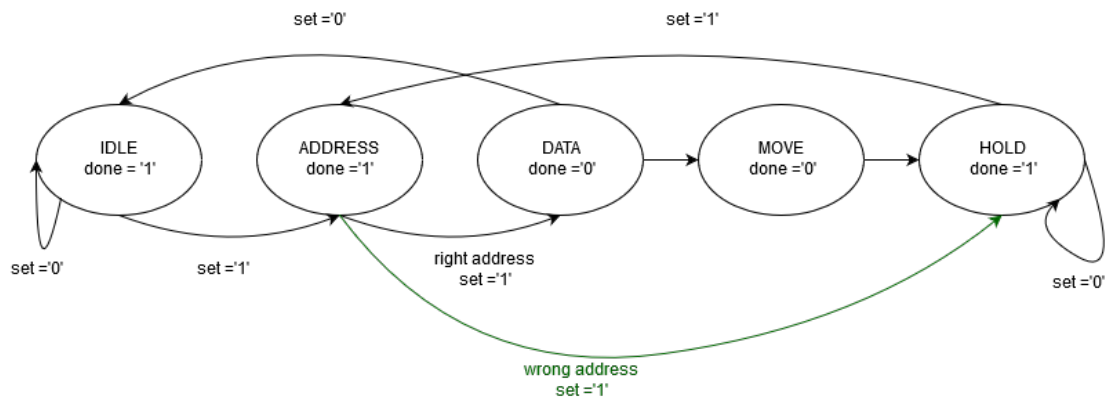 set ='0'
set ='1'
IDLE
done = '1'
ADDRESS
done ='1'
DATA
done ='0'
MOVE
done ='0'
HOLD
done ='1'
set ='0'
set ='1'
right address
set ='1'
set ='0'
wrong address
set ='1'